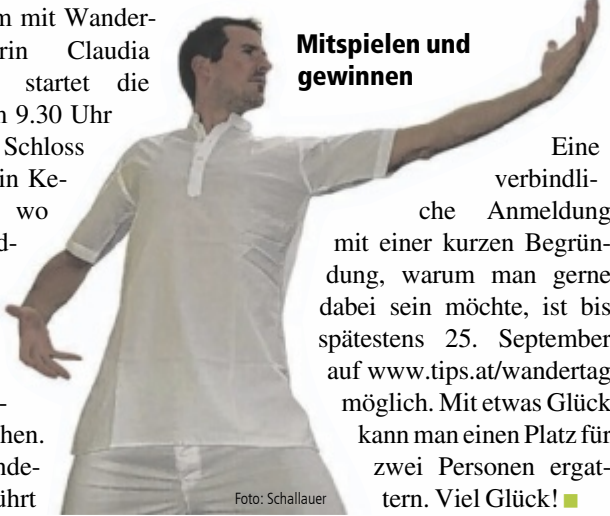 m mit Wander-
rin Claudia
startet die
n 9.30 Uhr
Schloss
in Ke-
wo
d-
-
hen.
nde-
ührt
Mitspielen und
gewinnen
Eine
verbindli-
che Anmeldung
mit einer kurzen Begrün-
dung, warum man gerne
dabei sein möchte, ist bis
spätestens 25. September
auf www.tips.at/wandertag
möglich. Mit etwas Glück
kann man einen Platz für
zwei Personen ergat-
tern. Viel Glück!
Foto: Schallauer